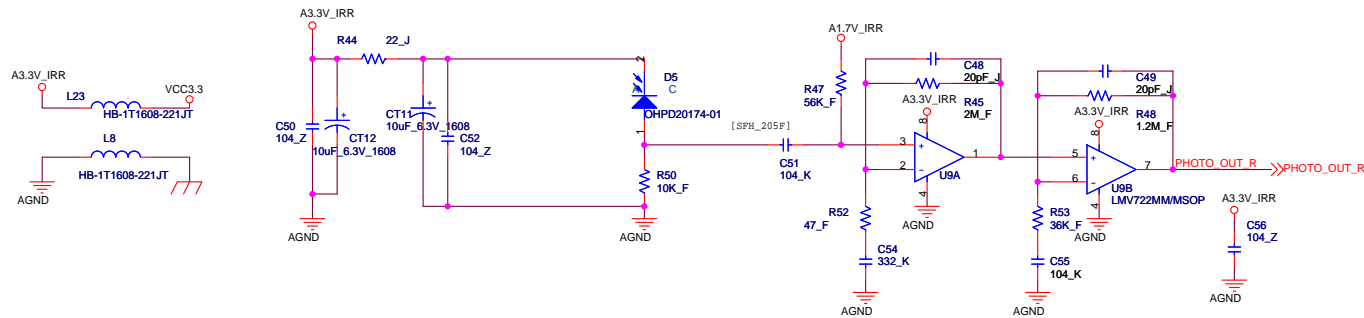 A3.3V_IRR
L23
VCC3.3
HB-1T1608-221JT
L8
HB-1T1608-221JT
AGND
A3.3V_IRR
R44
22_J
C50
104_Z
CT12
10uF_6.3V_1608
CT11
10uF_6.3V_1608
C52
104_Z
AGND
2
D5
A
C
OHPD20174-01
1
R50
10K_F
AGND
[SFH_205F]
C51
104_K
A1.7V_IRR
R47
56K_F
C48
20pF_J
R45
2M_F
A3.3V_IRR
8
3
+
2
-
1
U9A
4
AGND
R52
47_F
C54
332_K
AGND
C49
20pF_J
R48
1.2M_F
A3.3V_IRR
8
5
+
6
-
7
U9B
LMV722MM/MSOP
4
AGND
R53
36K_F
C55
104_K
AGND
PHOTO_OUT_R
PHOTO_OUT_R
A3.3V_IRR
C56
104_Z
AGND